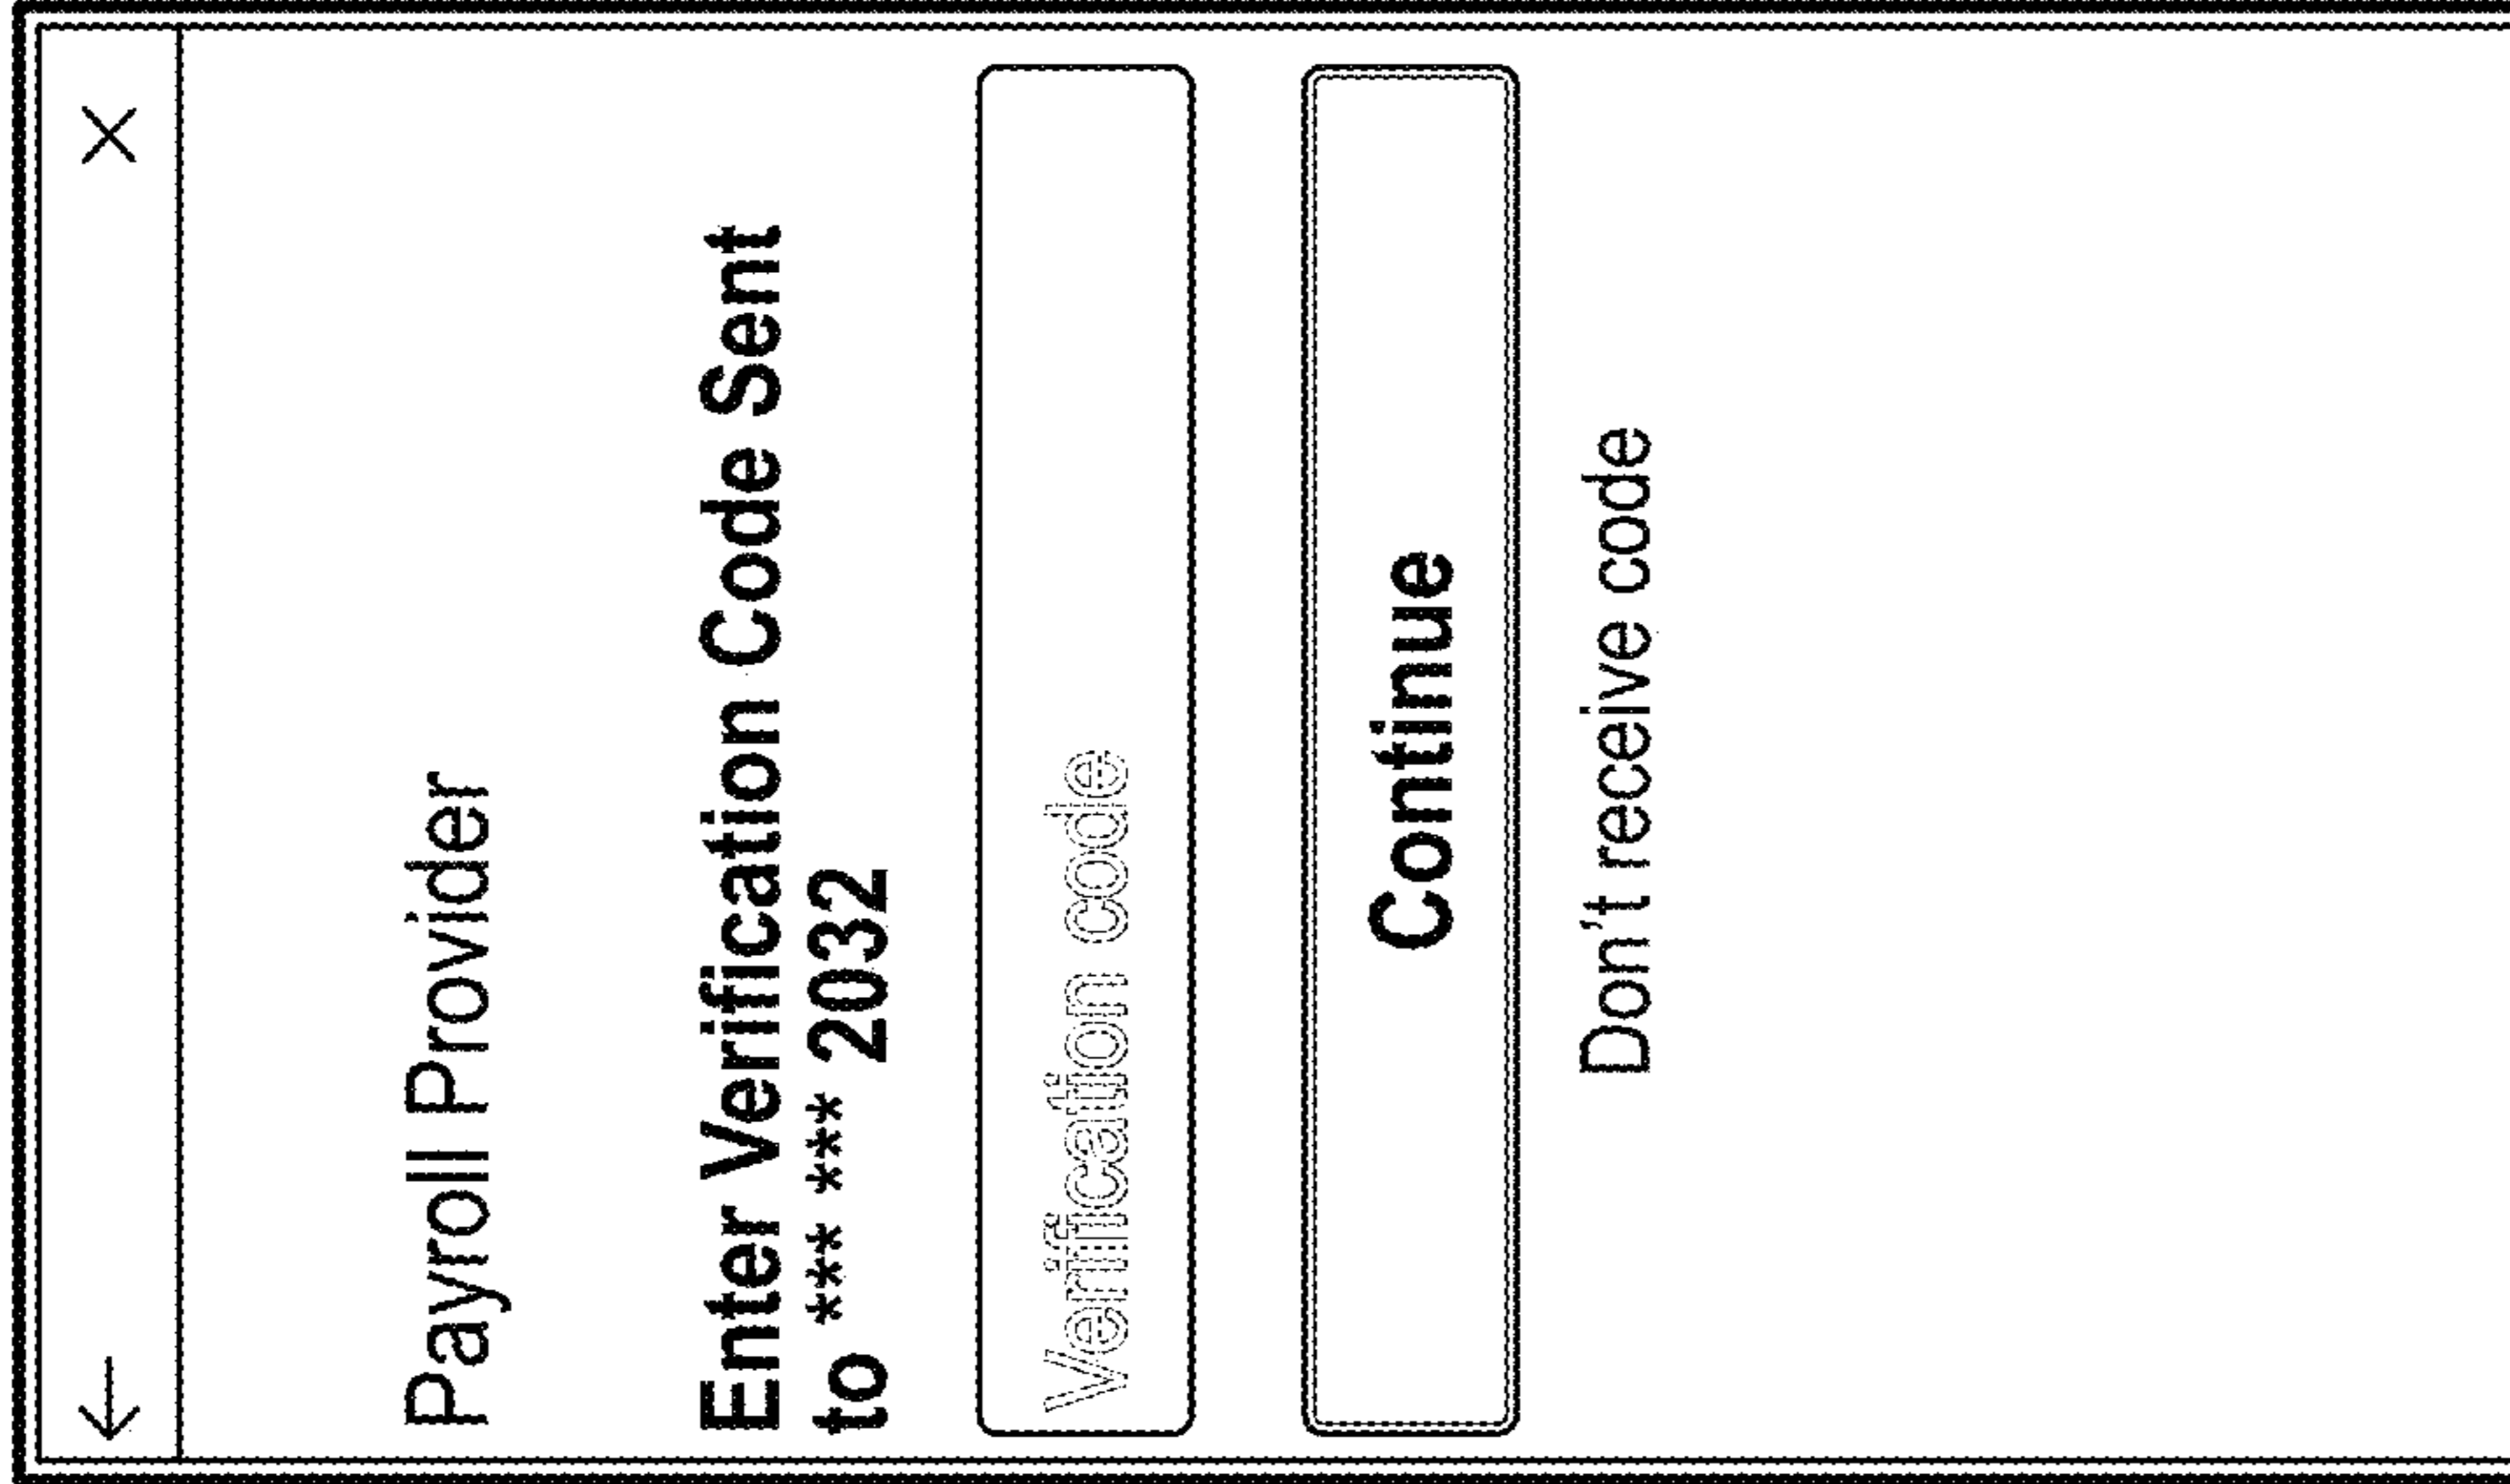 Payroll Provider
Enter Verification Code Sent
to *** *** 2032
Verification code
Continue
Don't receive code